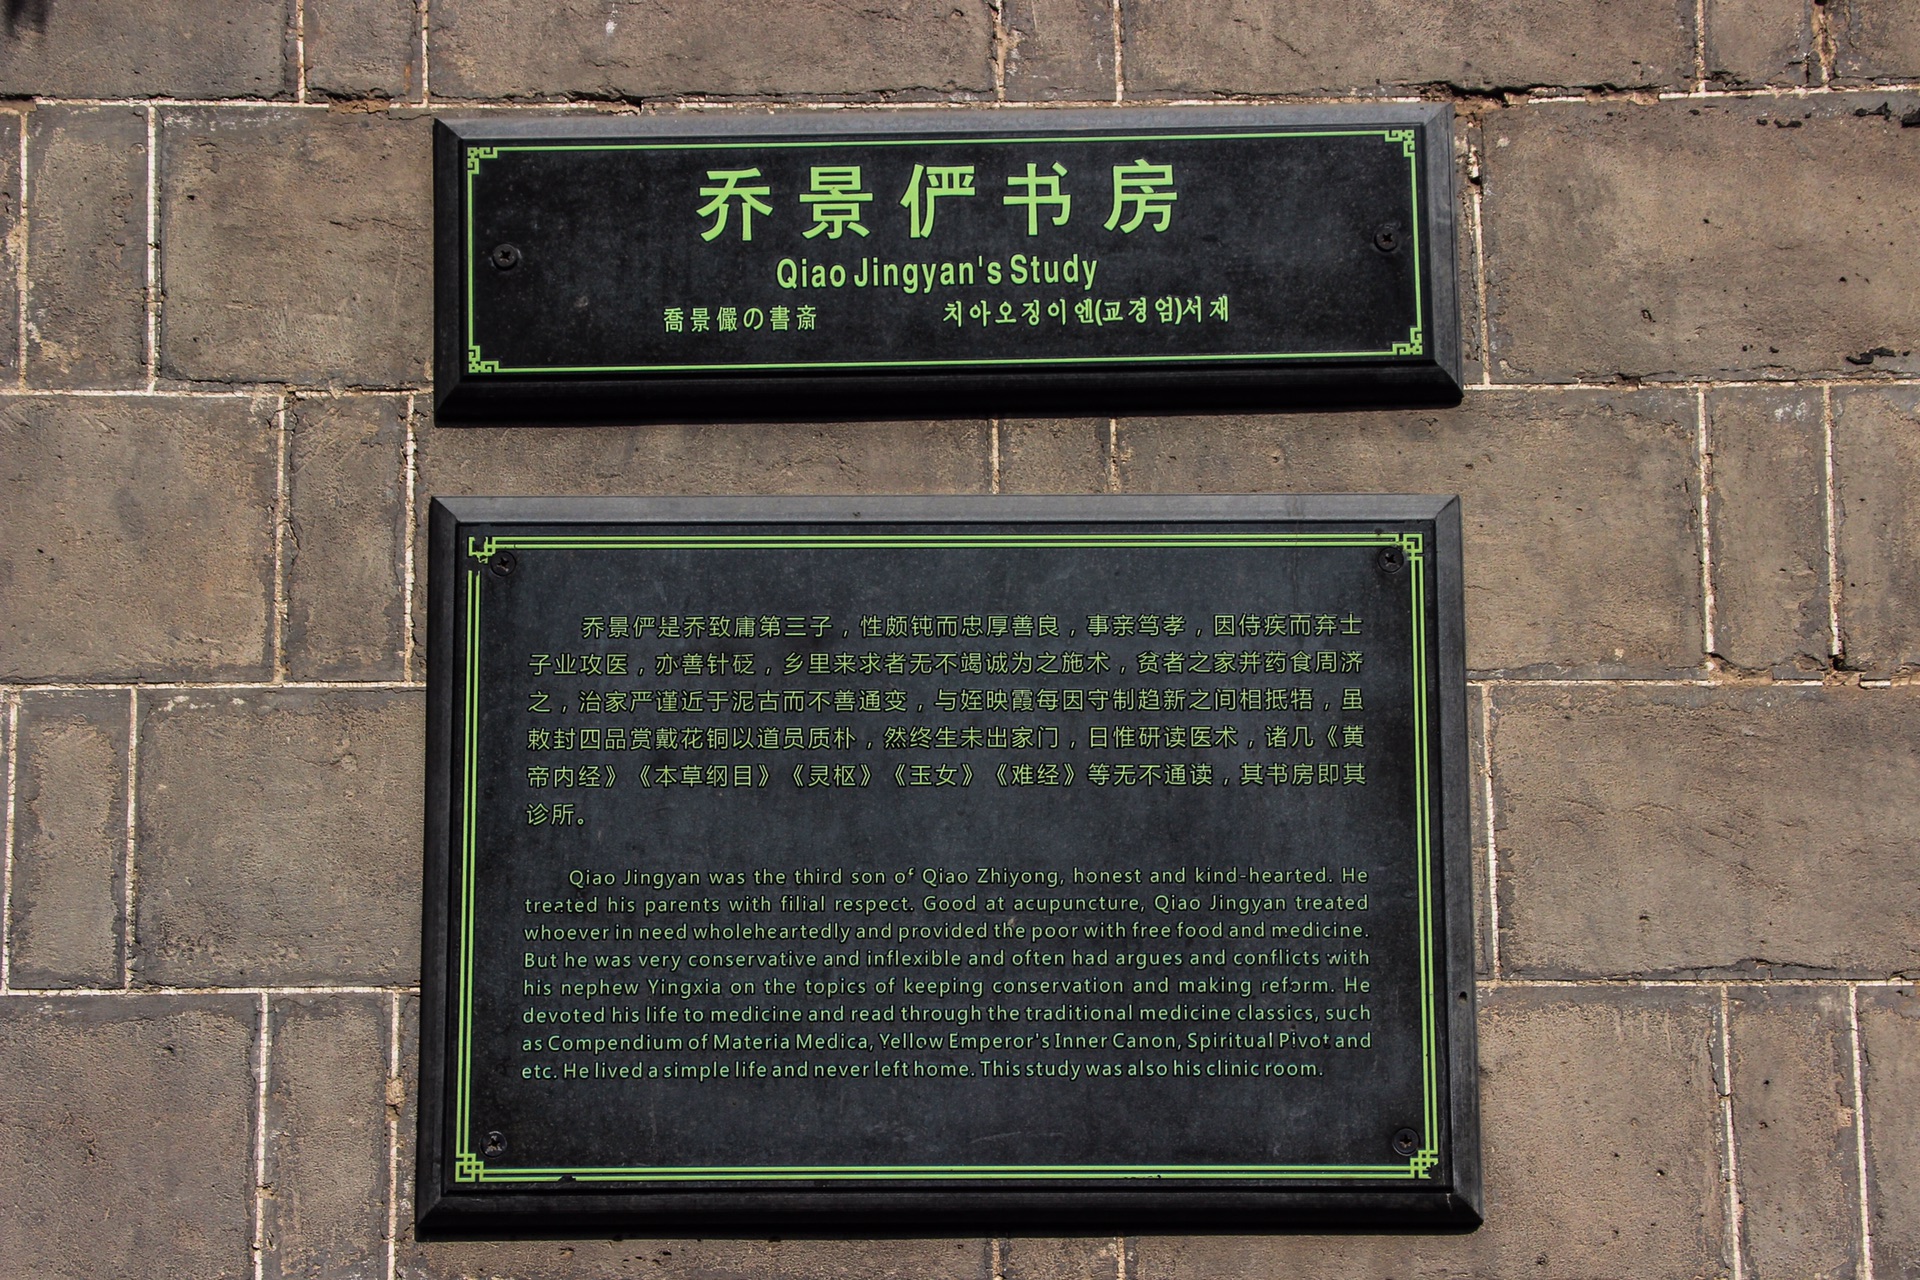 乔景俨书房
Qiao Jingyan's Study
喬景儼の書斎
치아오징이엔(교경엄)서재
乔景俨是乔致庸第三子，性颇钝而忠厚善良，事亲笃孝，因侍疾而弃士
子业攻医，亦善针砭，乡里来求者无不竭诚为之施术，贫者之家并药食周济
之，治家严谨近于泥古而不善通变，与姪映霞每因守制趋新之间相抵牾，虽
敕封四品赏戴花铜以道员质朴，然终生未出家门，日惟研读医术，诸几《黄
帝内经》《本草纲目》《灵枢》《玉女》《难经》等无不通读，其书房即其
诊所。
Qiao Jingyan was the third son of Qiao Zhiyong, honest and kind-hearted. He
treated his parents with filial respect. Good at acupuncture, Qiao Jingyan treated
whoever in need wholeheartedly and provided the poor with free food and medicine.
But he was very conservative and inflexible and often had argues and conflicts with
his nephew Yingxia on the topics of keeping conservation and making reform. He
devoted his life to medicine and read through the traditional medicine classics, such
as Compendium of Materia Medica, Yellow Emperor's Inner Canon, Spiritual Pivot and
etc. He lived a simple life and never left home. This study was also his clinic room.